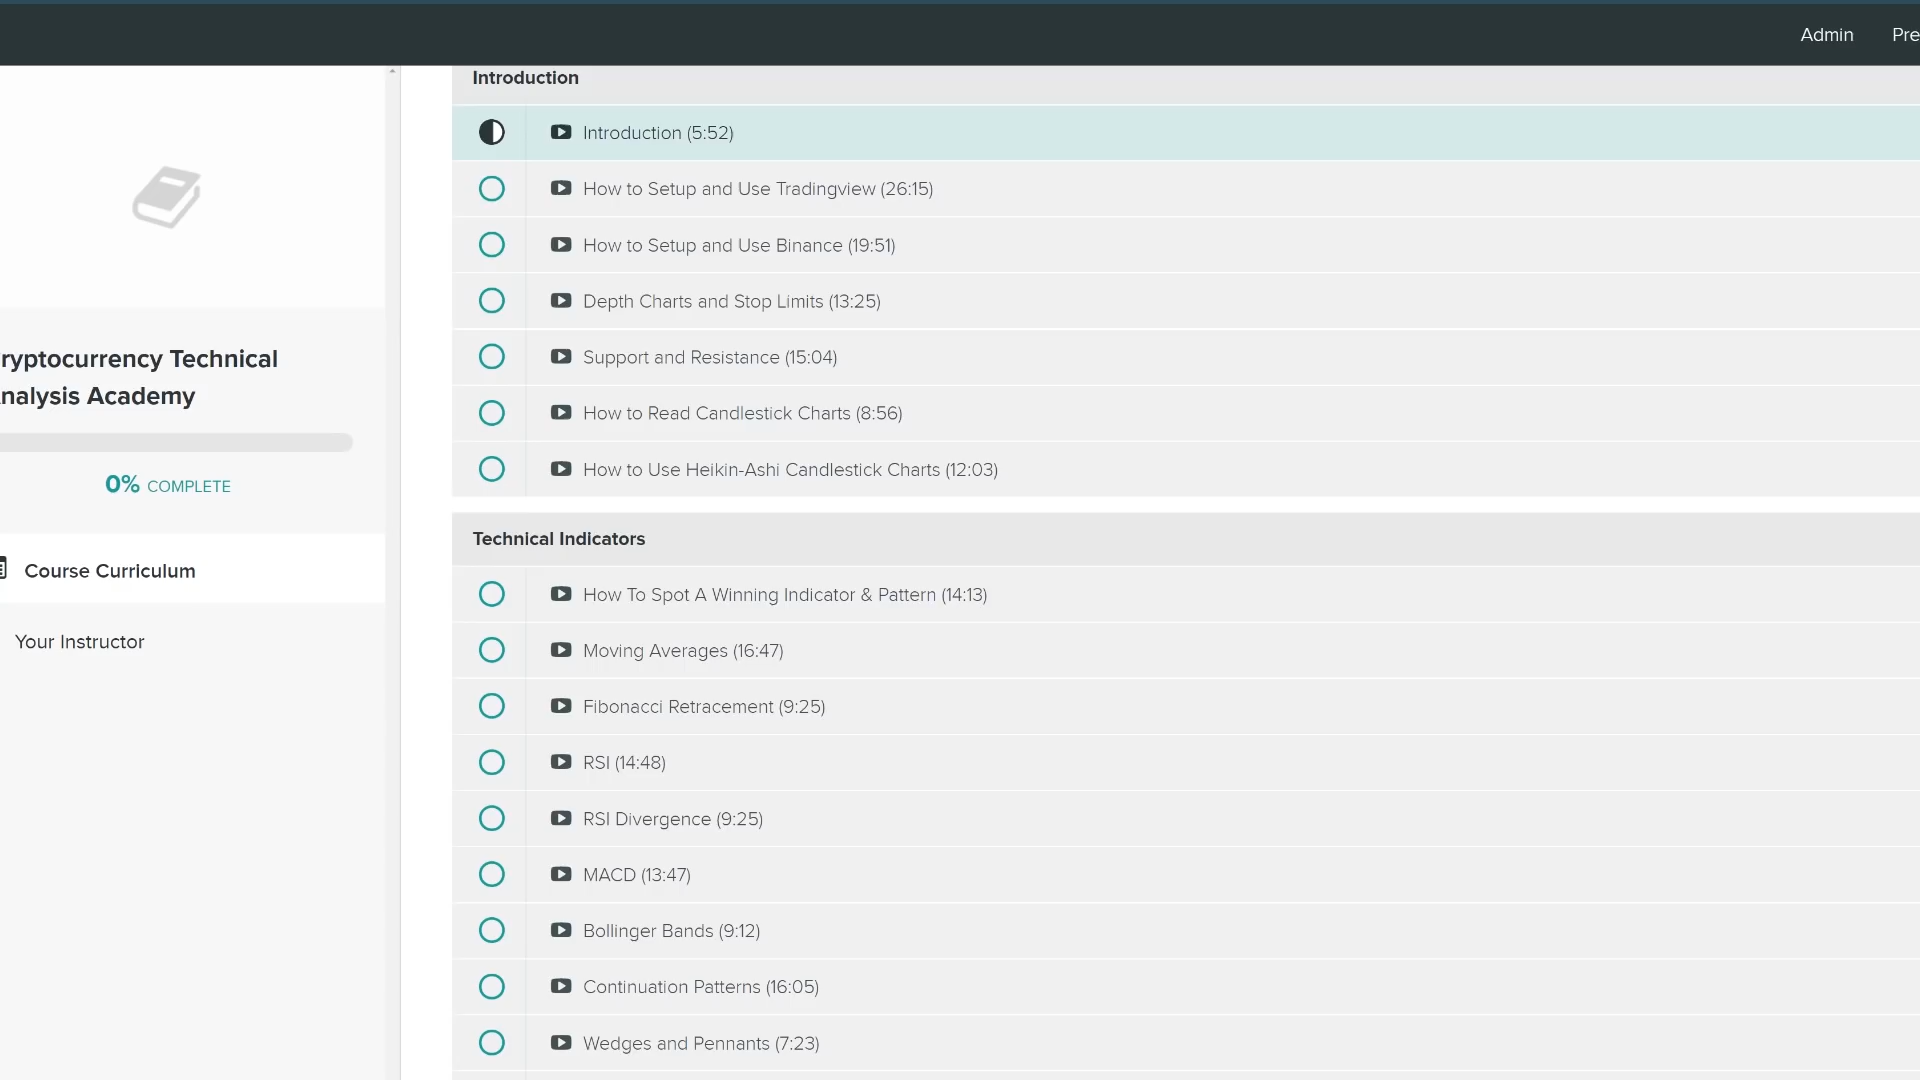 Admin Pre
ryptocurrency Technical
nalysis Academy
0% COMPLETE
Course Curriculum
Your Instructor
Introduction
Introduction (5:52)
How to Setup and Use Tradingview (26:15)
How to Setup and Use Binance (19:51)
Depth Charts and Stop Limits (13:25)
Support and Resistance (15:04)
How to Read Candlestick Charts (8:56)
How to Use Heikin-Ashi Candlestick Charts (12:03)
Technical Indicators
How To Spot A Winning Indicator & Pattern (14:13)
Moving Averages (16:47)
Fibonacci Retracement (9:25)
RSI (14:48)
RSI Divergence (9:25)
MACD (13:47)
Bollinger Bands (9:12)
Continuation Patterns (16:05)
Wedges and Pennants (7:23)